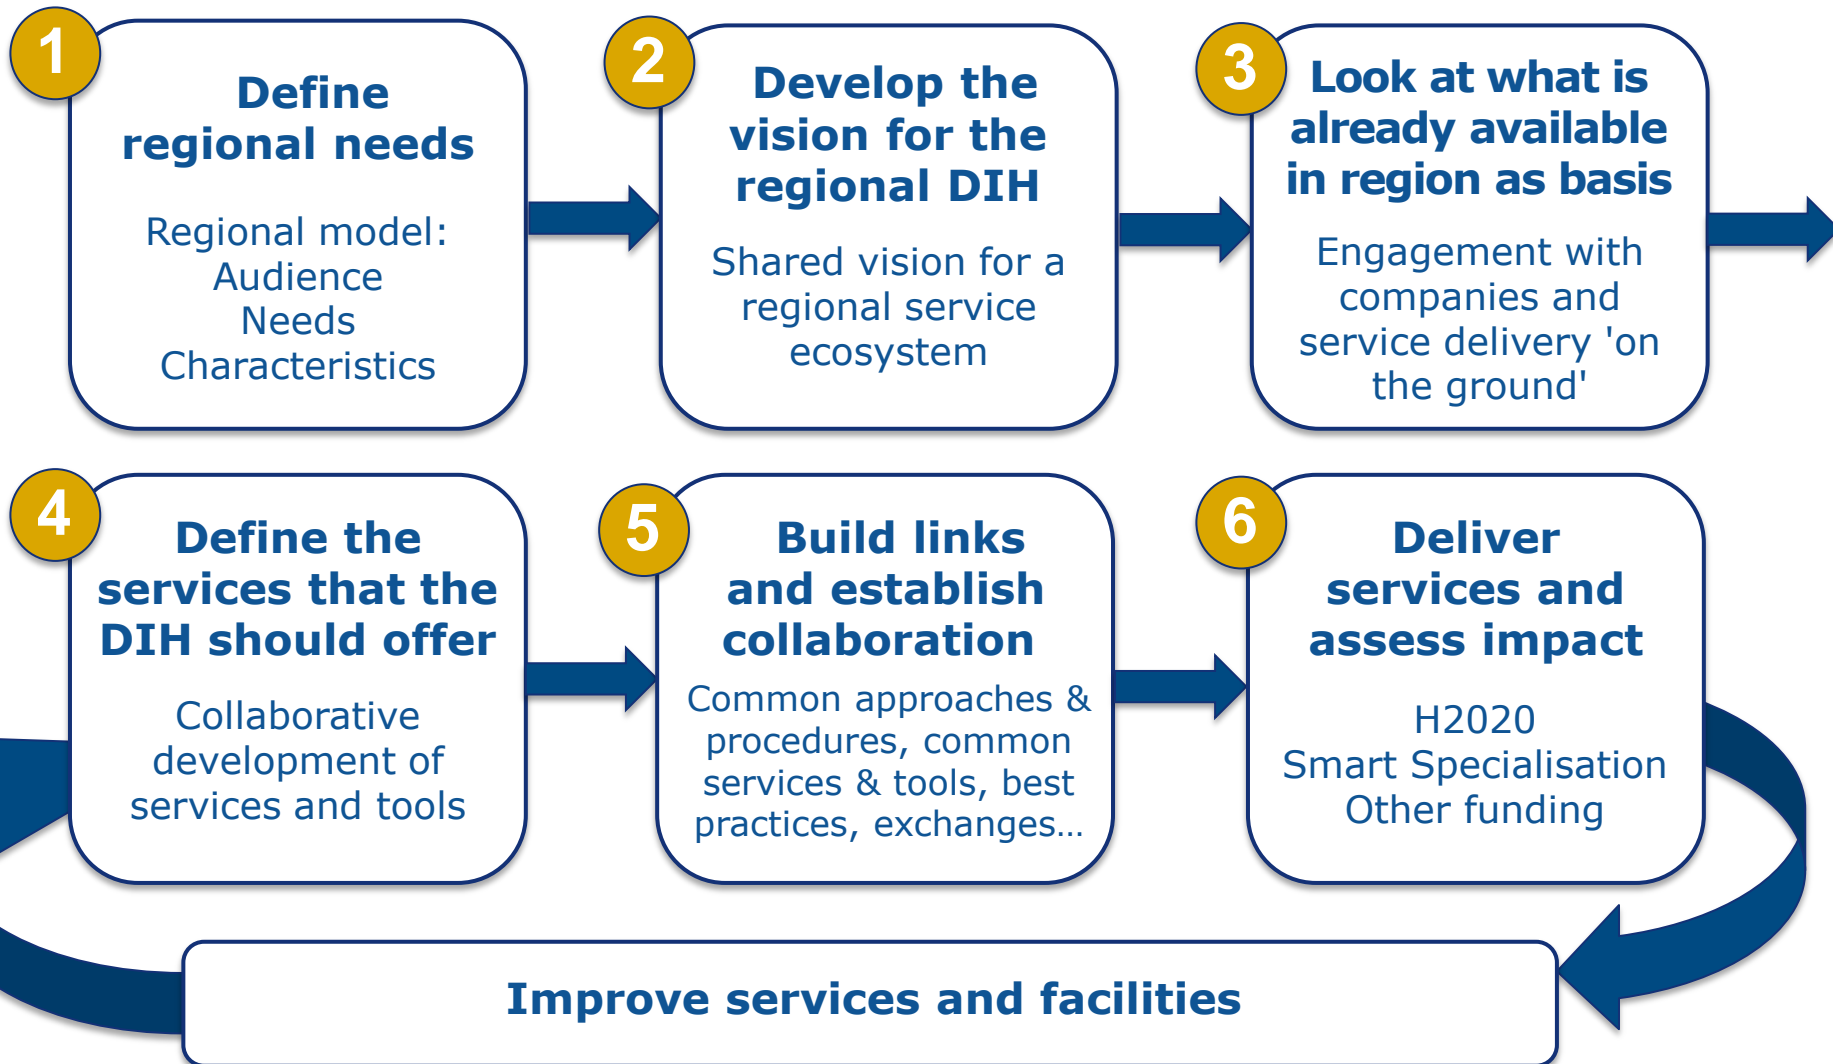 1
Define
regional needs
Regional model:
Audience
Needs
Characteristics
2
Develop the
vision for the
regional DIH
Shared vision for a
regional service
ecosystem
3
Look at what is
already available
in region as basis
Engagement with
companies and
service delivery 'on
the ground'
4
Define the
services that the
DIH should offer
Collaborative
development of
services and tools
5
Build links
and establish
collaboration
Common approaches &
procedures, common
services & tools, best
practices, exchanges…
6
Deliver
services and
assess impact
H2020
Smart Specialisation
Other funding
Improve services and facilities